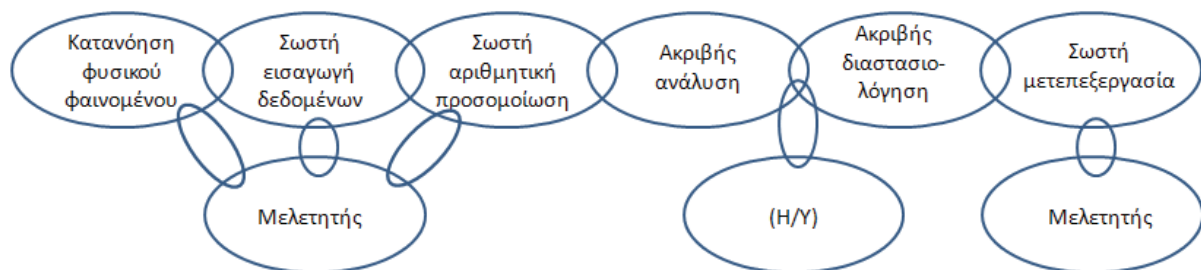 Κατανόηση
φυσικού
φαινομένου
Σωστή
εισαγωγή
δεδομένων
Σωστή
αριθμητική
προσομοίωση
Ακριβής
ανάλυση
Ακριβής
διαστασιο-
λόγηση
Σωστή
μετεπεξεργασία
Μελετητής
(Η/Υ)
Μελετητής